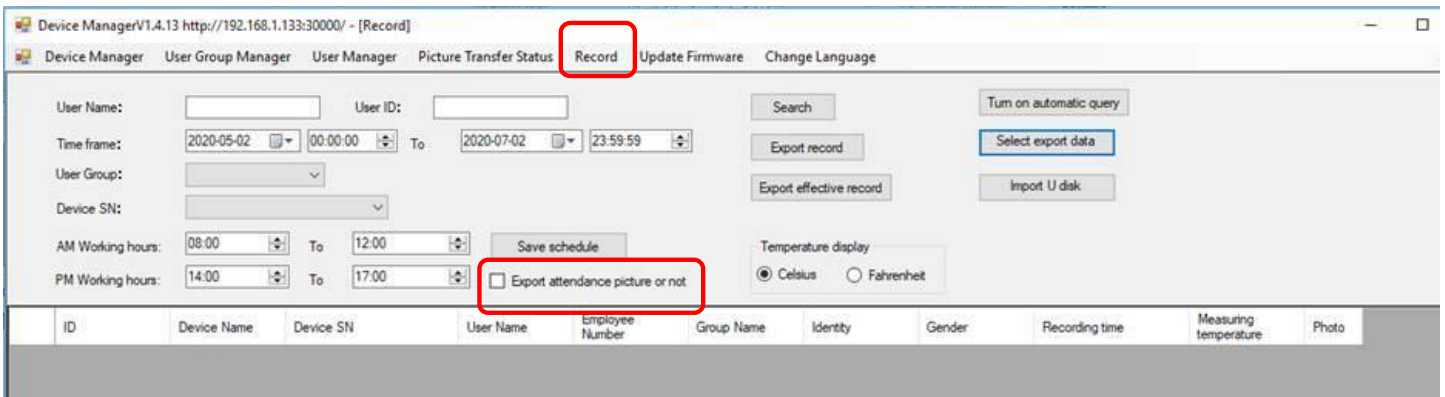 Device ManagerV1.4.13 http://192.168.1.133:30000/ - [Record]
Device Manager User Group Manager User Manager Picture Transfer Status Record Update Firmware Change Language
User Name: User ID: Search Turn on automatic query
Time frame: 2020-05-02 00:00:00 To 2020-07-02 23:59:59 Export record Select export data
User Group: Export effective record Import U disk
Device SN:
AM Working hours: 08:00 To 12:00 Save schedule Temperature display
PM Working hours: 14:00 To 17:00 Export attendance picture or not Celsius Fahrenheit
ID Device Name Device SN User Name Employee Number Group Name Identity Gender Recording time Measuring temperature Photo